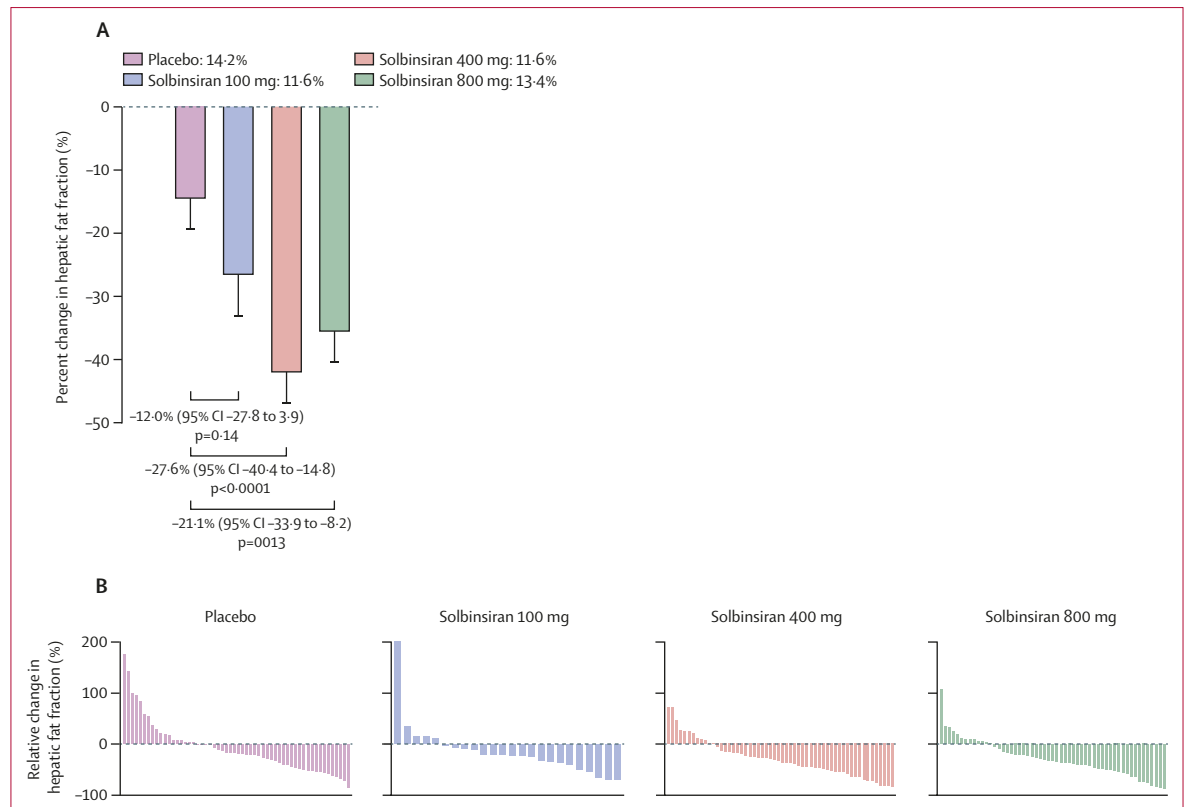 A
Placebo: 14·2%
Solbinsiran 400 mg: 11·6%
Solbinsiran 100 mg: 11·6%
Solbinsiran 800 mg: 13·4%
Percent change in hepatic fat fraction (%)
0
−10
−20
−30
−40
−50
−12·0% (95% CI −27·8 to 3·9)
p=0·14
−27·6% (95% CI −40·4 to −14·8)
p<0·0001
−21·1% (95% CI −33·9 to −8·2)
p=0013
B
Placebo
Solbinsiran 100 mg
Solbinsiran 400 mg
Solbinsiran 800 mg
Relative change in
hepatic fat fraction (%)
200
100
0
−100